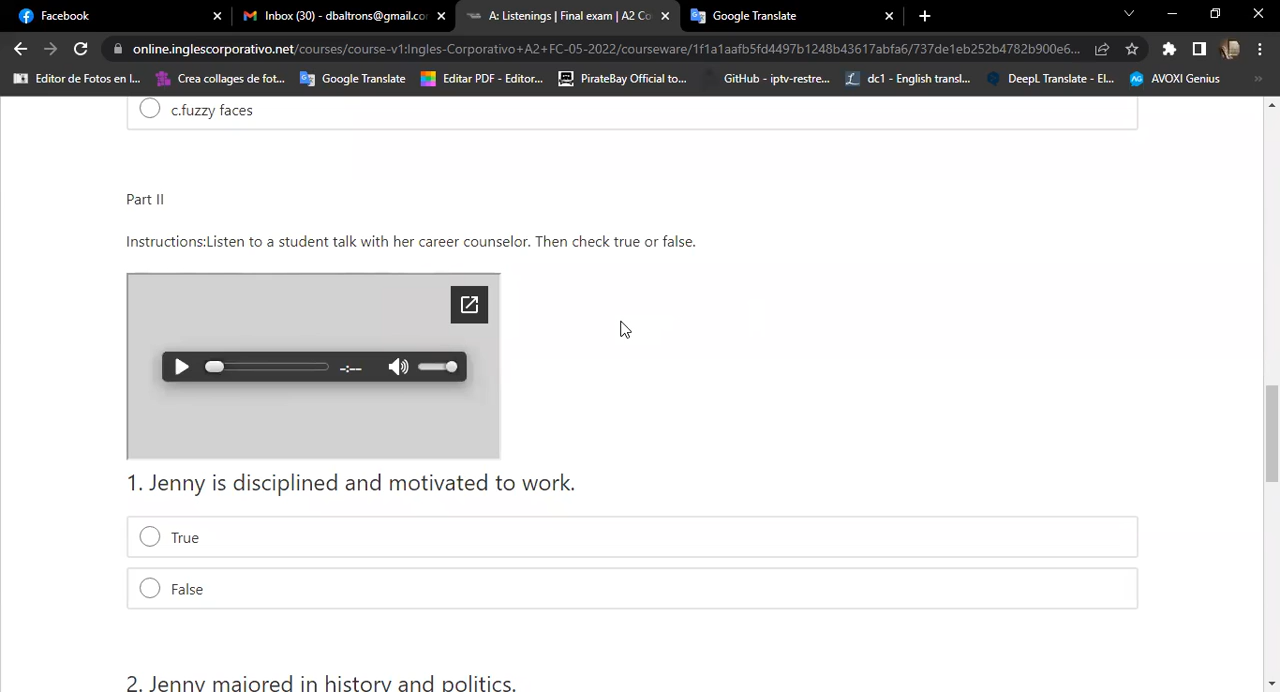 Facebook
Inbox (30) - dbaltrons@gmail.co
A: Listenings | Final exam | A2 Co
Google Translate
online.inglescorporativo.net/courses/course-v1:Ingles-Corporativo+A2+FC-05-2022/courseware/1f1a1aafb5fd4497b1248b43617abfa6/737de1eb252b4782b900e6...
Editor de Fotos en l...
Crea collages de fot...
Google Translate
Editar PDF - Editor...
PirateBay Official to...
GitHub - iptv-restre...
dc1 - English transl...
DeepL Translate - El...
AVOXI Genius
c.fuzzy faces
Part II
Instructions:Listen to a student talk with her career counselor. Then check true or false.
-:--
1. Jenny is disciplined and motivated to work.
True
False
2. Jenny majored in history and politics.